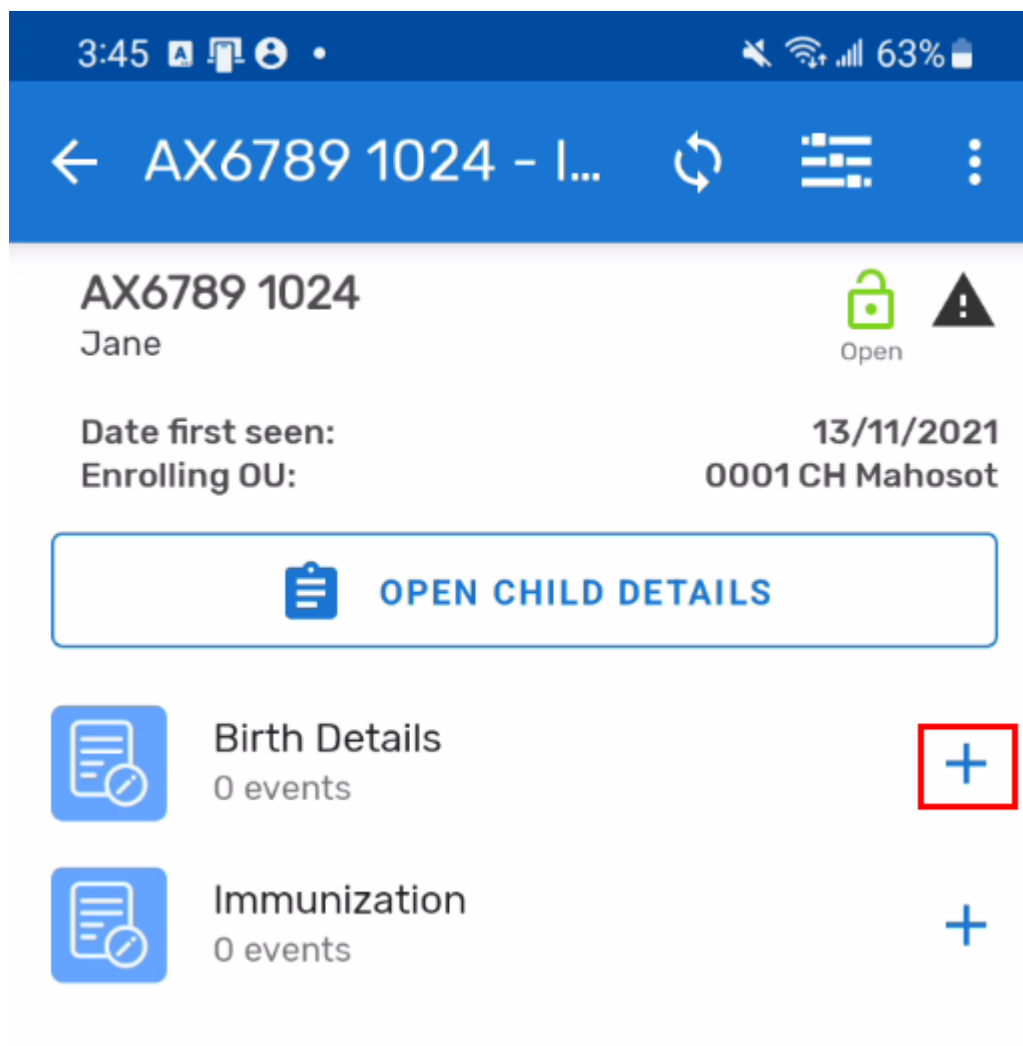 3:45 63%
AX6789 1024 - I...
AX6789 1024
Jane
Open
Date first seen: 13/11/2021
Enrolling OU: 0001 CH Mahosot
OPEN CHILD DETAILS
Birth Details
0 events
Immunization
0 events